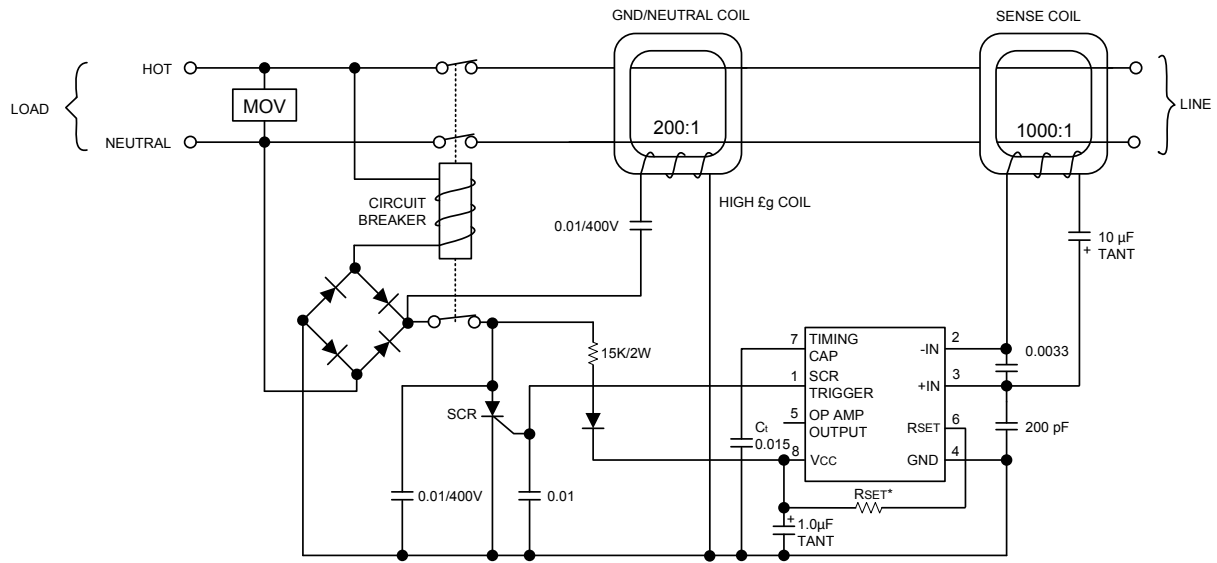 GND/NEUTRAL COIL
SENSE COIL
HOT
LOAD
MOV
NEUTRAL
200:1
1000:1
LINE
CIRCUIT
BREAKER
HIGH £g COIL
0.01/400V
10 µF
+ TANT
15K/2W
7
TIMING
CAP
2
-IN
0.0033
1
SCR
TRIGGER
3
+IN
SCR
5
OP AMP
OUTPUT
6
RSET
200 pF
Ct
0.015
8
VCC
GND
4
0.01/400V
0.01
RSET*
+
1.0µF
TANT